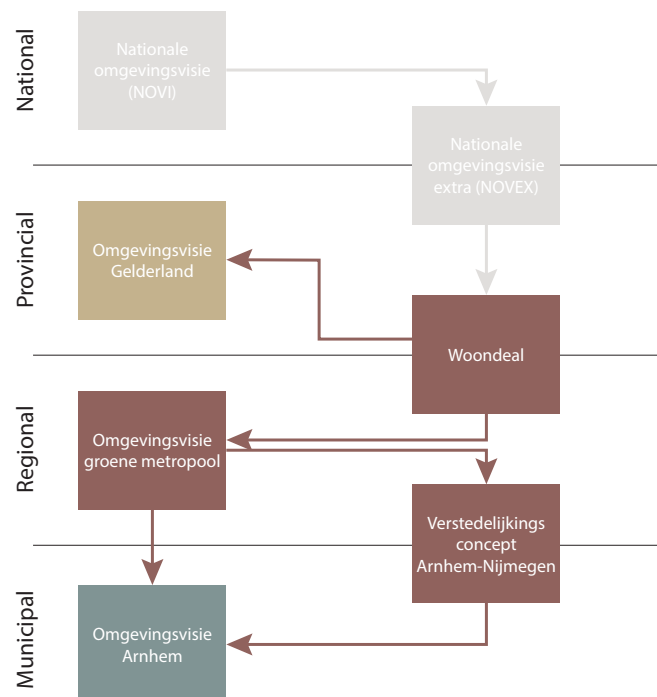 National
Nationale
omgevingsvisie
(NOVI)
Nationale
omgevingsvisie
extra (NOVEX)
Provincial
Omgevingsvisie
Gelderland
Woondeal
Regional
Omgevingsvisie
groene metropool
Verstedelijkings
concept
Arnhem-Nijmegen
Municipal
Omgevingsvisie
Arnhem